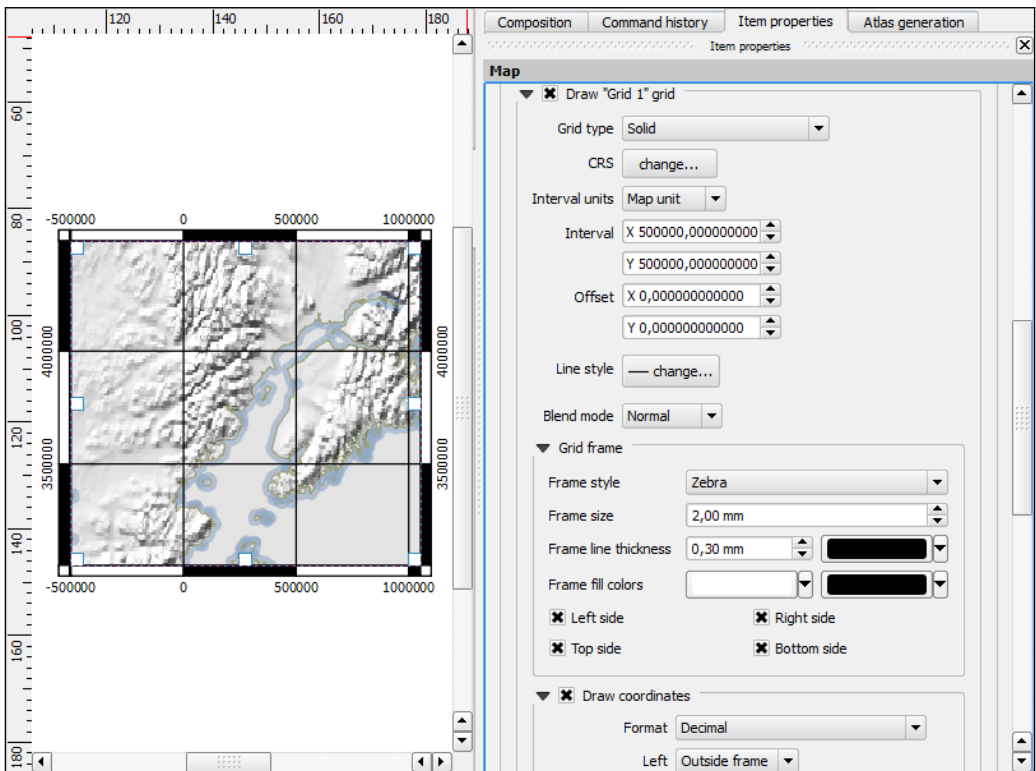 120 140 160 180
Composition Command history Item properties Atlas generation
Item properties
Map
Draw "Grid 1" grid
Grid type Solid
CRS change...
Interval units Map unit
Interval X 500000,000000000
Y 500000,000000000
Offset X 0,000000000000
Y 0,000000000000
Line style change...
Blend mode Normal
Grid frame
Frame style Zebra
Frame size 2,00 mm
Frame line thickness 0,30 mm
Frame fill colors
Left side Right side
Top side Bottom side
Draw coordinates
Format Decimal
Left Outside frame
60
80
100
120
140
160
180
-500000 0 500000 1000000
4000000 4000000
3500000 3500000
-500000 0 500000 1000000